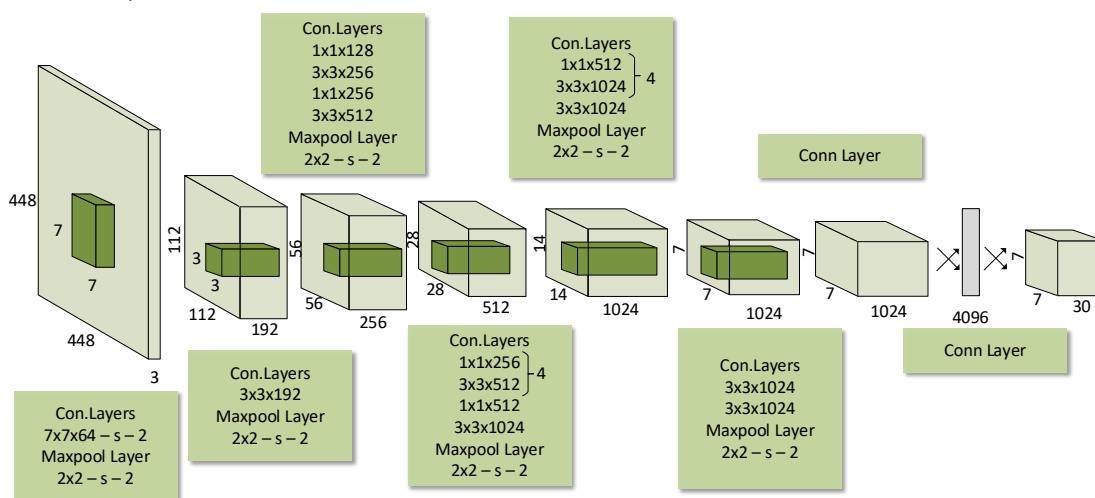 Con.Layers
1x1x128
3x3x256
1x1x256
3x3x512
Maxpool Layer
2x2 – s – 2
Con.Layers
1x1x512
3x3x1024
4
3x3x1024
Maxpool Layer
2x2 – s – 2
Conn Layer
448
7
7
448
3
112
3
3
112
192
56
56
256
28
28
512
14
14
1024
7
7
1024
7
7
1024
4096
7
7
30
Conn Layer
Con.Layers
7x7x64 – s – 2
Maxpool Layer
2x2 – s – 2
Con.Layers
3x3x192
Maxpool Layer
2x2 – s – 2
Con.Layers
1x1x256
3x3x512
4
1x1x512
3x3x1024
Maxpool Layer
2x2 – s – 2
Con.Layers
3x3x1024
3x3x1024
Maxpool Layer
2x2 – s – 2